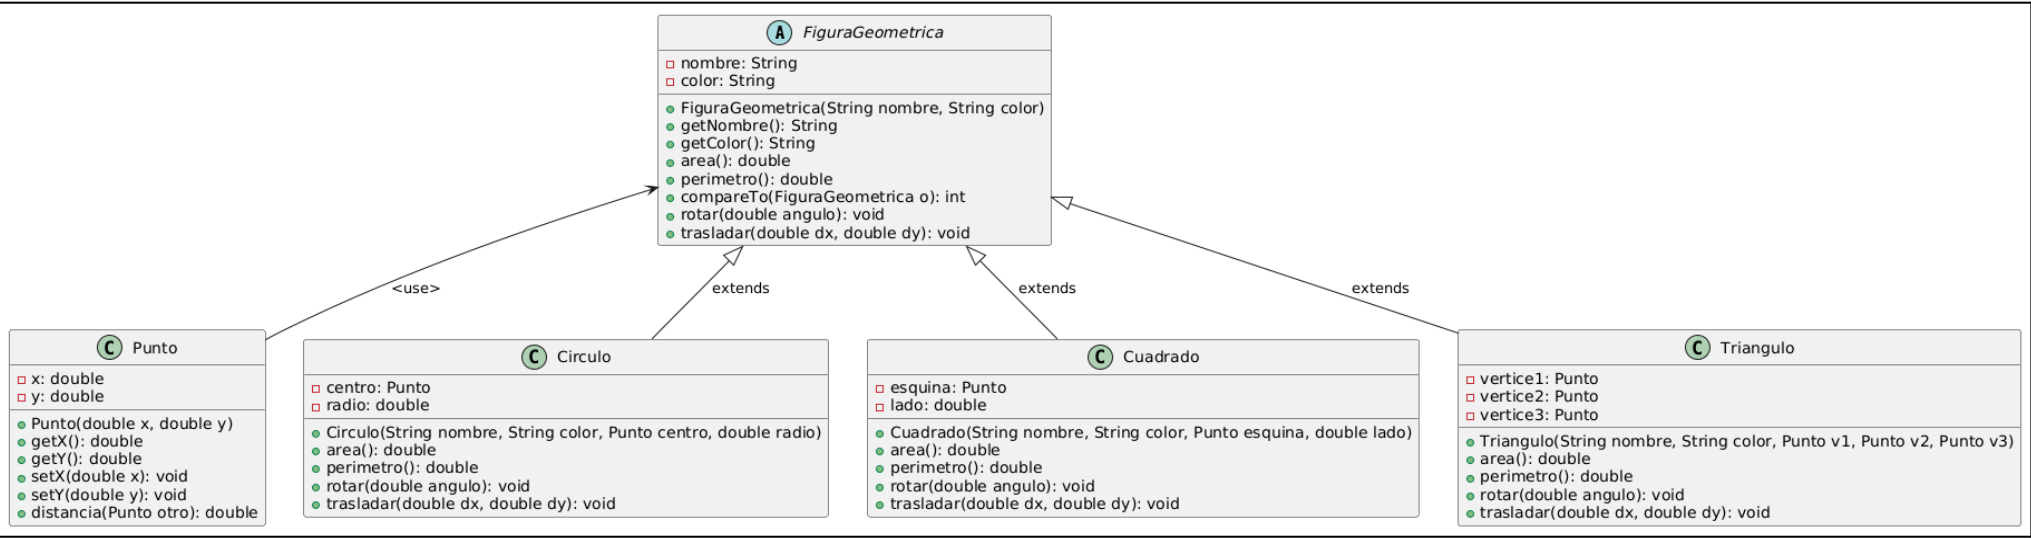 A FiguraGeometrica
nombre: String
color: String
FiguraGeometrica(String nombre, String color)
getNombre(): String
getColor(): String
area(): double
perimetro(): double
compareTo(FiguraGeometrica o): int
rotar(double angulo): void
trasladar(double dx, double dy): void
<use>
extends
extends
extends
C Punto
x: double
y: double
Punto(double x, double y)
getX(): double
getY(): double
setX(double x): void
setY(double y): void
distancia(Punto otro): double
C Circulo
centro: Punto
radio: double
Circulo(String nombre, String color, Punto centro, double radio)
area(): double
perimetro(): double
rotar(double angulo): void
trasladar(double dx, double dy): void
C Cuadrado
esquina: Punto
lado: double
Cuadrado(String nombre, String color, Punto esquina, double lado)
area(): double
perimetro(): double
rotar(double angulo): void
trasladar(double dx, double dy): void
C Triangulo
vertice1: Punto
vertice2: Punto
vertice3: Punto
Triangulo(String nombre, String color, Punto v1, Punto v2, Punto v3)
area(): double
perimetro(): double
rotar(double angulo): void
trasladar(double dx, double dy): void